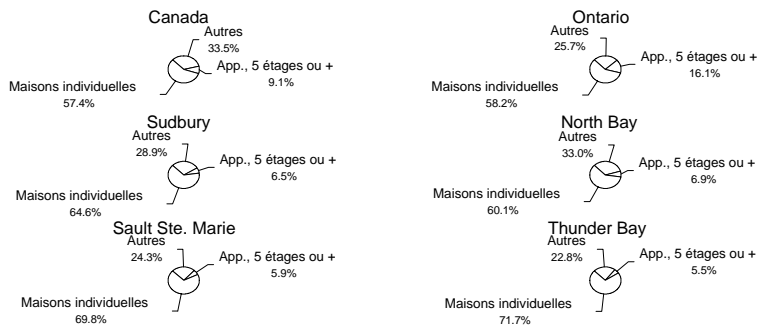 Canada
Autres
33.5%
App., 5 étages ou +
9.1%
Maisons individuelles
57.4%
Ontario
Autres
25.7%
App., 5 étages ou +
16.1%
Maisons individuelles
58.2%
Sudbury
Autres
28.9%
App., 5 étages ou +
6.5%
Maisons individuelles
64.6%
North Bay
Autres
33.0%
App., 5 étages ou +
6.9%
Maisons individuelles
60.1%
Sault Ste. Marie
Autres
24.3%
App., 5 étages ou +
5.9%
Maisons individuelles
69.8%
Thunder Bay
Autres
22.8%
App., 5 étages ou +
5.5%
Maisons individuelles
71.7%